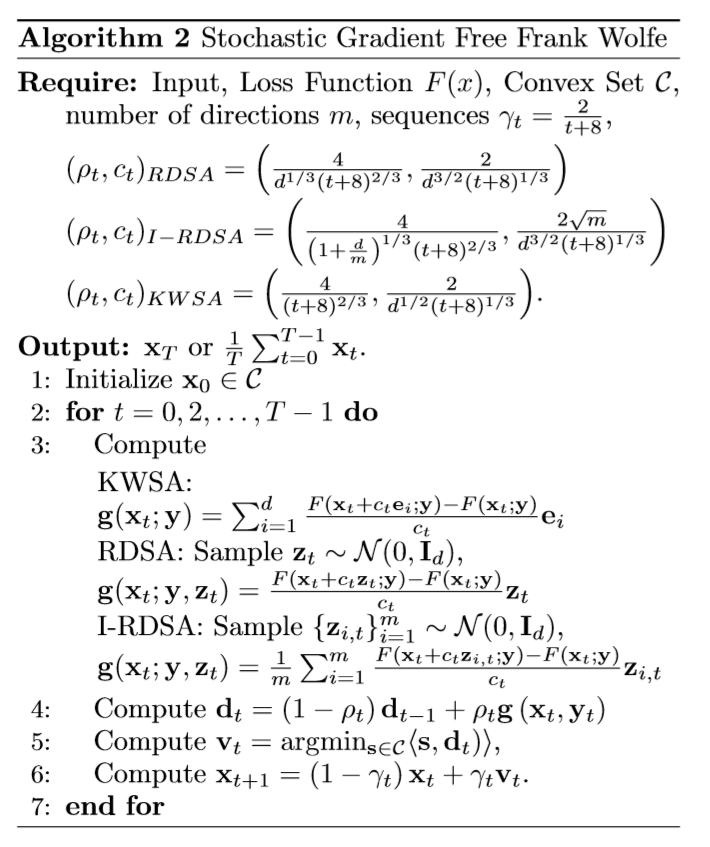 Algorithm 2 Stochastic Gradient Free Frank Wolfe
Require: Input, Loss Function $F(x)$, Convex Set $\mathcal{C}$,
number of directions $m$, sequences $\gamma_t = \frac{2}{t+8}$,
$(\rho_t, c_t)_{RDSA} = \left(\frac{4}{d^{1/3}(t+8)^{2/3}}, \frac{2}{d^{3/2}(t+8)^{1/3}}\right)$
$(\rho_t, c_t)_{I-RDSA} = \left(\frac{4}{\left(1+\frac{d}{m}\right)^{1/3}(t+8)^{2/3}}, \frac{2\sqrt{m}}{d^{3/2}(t+8)^{1/3}}\right)$
$(\rho_t, c_t)_{KWSA} = \left(\frac{4}{(t+8)^{2/3}}, \frac{2}{d^{1/2}(t+8)^{1/3}}\right).$
Output: $\mathbf{x}_T$ or $\frac{1}{T}\sum_{t=0}^{T-1} \mathbf{x}_t$.
1: Initialize $\mathbf{x}_0 \in \mathcal{C}$
2: for $t = 0, 2, \ldots, T-1$ do
3: Compute
KWSA:
$\mathbf{g}(\mathbf{x}_t; \mathbf{y}) = \sum_{i=1}^{d} \frac{F(\mathbf{x}_t + c_t\mathbf{e}_i; \mathbf{y}) - F(\mathbf{x}_t; \mathbf{y})}{c_t} \mathbf{e}_i$
RDSA: Sample $\mathbf{z}_t \sim \mathcal{N}(0, \mathbf{I}_d)$,
$\mathbf{g}(\mathbf{x}_t; \mathbf{y}, \mathbf{z}_t) = \frac{F(\mathbf{x}_t + c_t\mathbf{z}_t; \mathbf{y}) - F(\mathbf{x}_t; \mathbf{y})}{c_t} \mathbf{z}_t$
I-RDSA: Sample $\{\mathbf{z}_{i,t}\}_{i=1}^{m} \sim \mathcal{N}(0, \mathbf{I}_d)$,
$\mathbf{g}(\mathbf{x}_t; \mathbf{y}, \mathbf{z}_t) = \frac{1}{m}\sum_{i=1}^{m} \frac{F(\mathbf{x}_t + c_t\mathbf{z}_{i,t}; \mathbf{y}) - F(\mathbf{x}_t; \mathbf{y})}{c_t} \mathbf{z}_{i,t}$
4: Compute $\mathbf{d}_t = (1 - \rho_t)\, \mathbf{d}_{t-1} + \rho_t \mathbf{g}\,(\mathbf{x}_t, \mathbf{y}_t)$
5: Compute $\mathbf{v}_t = \mathrm{argmin}_{\mathbf{s} \in \mathcal{C}} \langle \mathbf{s}, \mathbf{d}_t) \rangle$,
6: Compute $\mathbf{x}_{t+1} = (1 - \gamma_t)\, \mathbf{x}_t + \gamma_t \mathbf{v}_t$.
7: end for